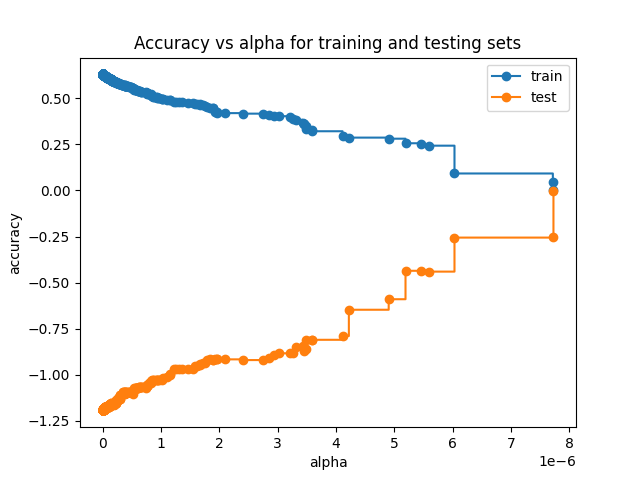 Accuracy vs alpha for training and testing sets
train
test
accuracy
0.50
0.25
0.00
−0.25
−0.50
−0.75
−1.00
−1.25
0 1 2 3 4 5 6 7 8
1e−6
alpha